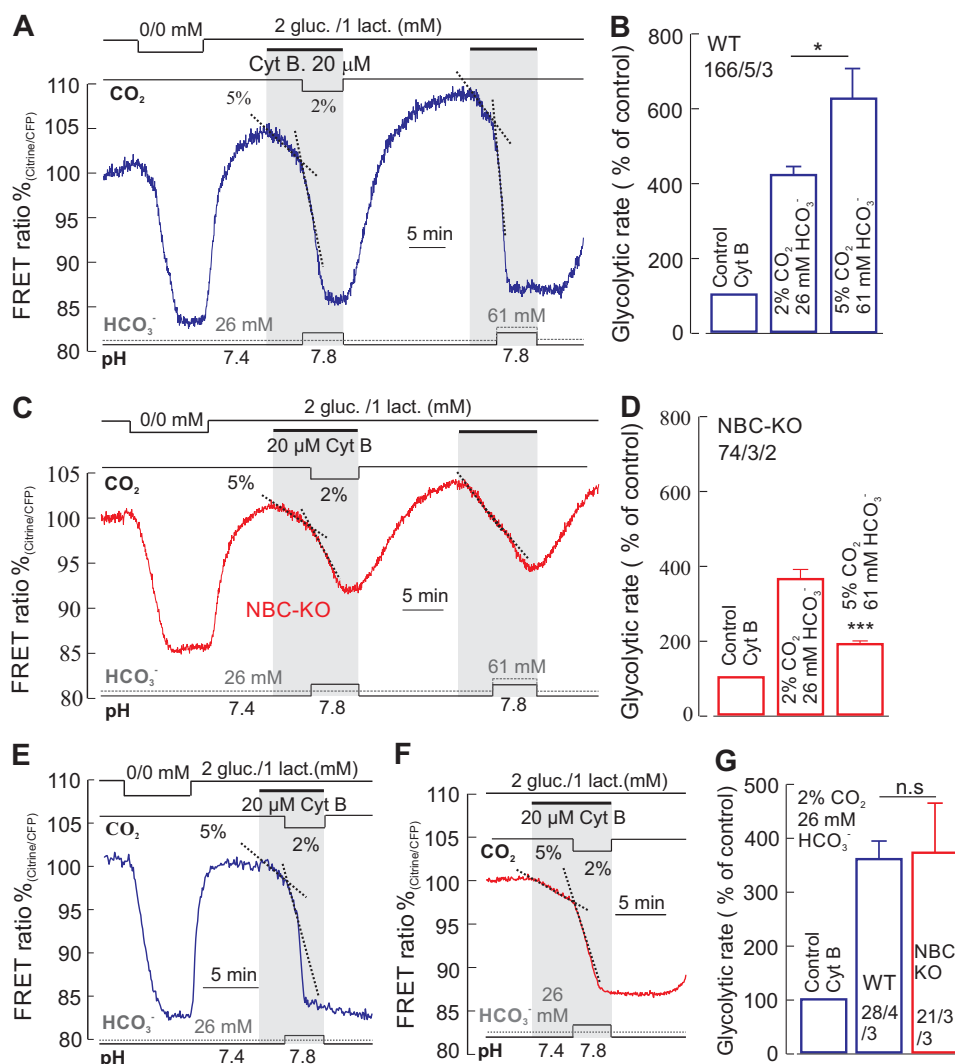 A
0/0 mM
2 gluc./1 lact. (mM)
Cyt B. 20 µM
CO2
5%
2%
110
105
100
95
90
85
80
FRET ratio %(Citrine/CFP)
5 min
HCO3-
26 mM
61 mM
pH
7.4
7.8
7.8
B
WT
166/5/3
*
800
600
400
200
0
Glycolytic rate ( % of control)
Control
Cyt B
2% CO2
26 mM HCO3-
5% CO2
61 mM HCO3-
C
0/0 mM
2 gluc. /1 lact. (mM)
20 µM Cyt B
CO2
5%
2%
105
100
95
90
85
80
FRET ratio %(Citrine/CFP)
NBC-KO
5 min
HCO3-
26 mM
61 mM
pH
7.4
7.8
7.8
D
NBC-KO
74/3/2
800
600
400
200
0
Glycolytic rate ( % of control)
Control
Cyt B
2% CO2
26 mM HCO3-
5% CO2
61 mM HCO3-
***
E
0/0 mM
2 gluc./1 lact.(mM)
20 µM Cyt B
CO2
5%
2%
110
105
100
95
90
85
80
FRET ratio %(Citrine/CFP)
5 min
HCO3-
26 mM
pH
7.4
7.8
F
2 gluc./1 lact. (mM)
20 µM Cyt B
CO2
5%
2%
110
105
100
95
90
85
80
FRET ratio %(Citrine/CFP)
5 min
HCO3-
26
mM
pH
7.4
7.8
G
2% CO2
26 mM
HCO3-
n.s
500
400
300
200
100
0
Glycolytic rate ( % of control)
Control
Cyt B
WT
28/4
/3
NBC
KO
21/3
/3